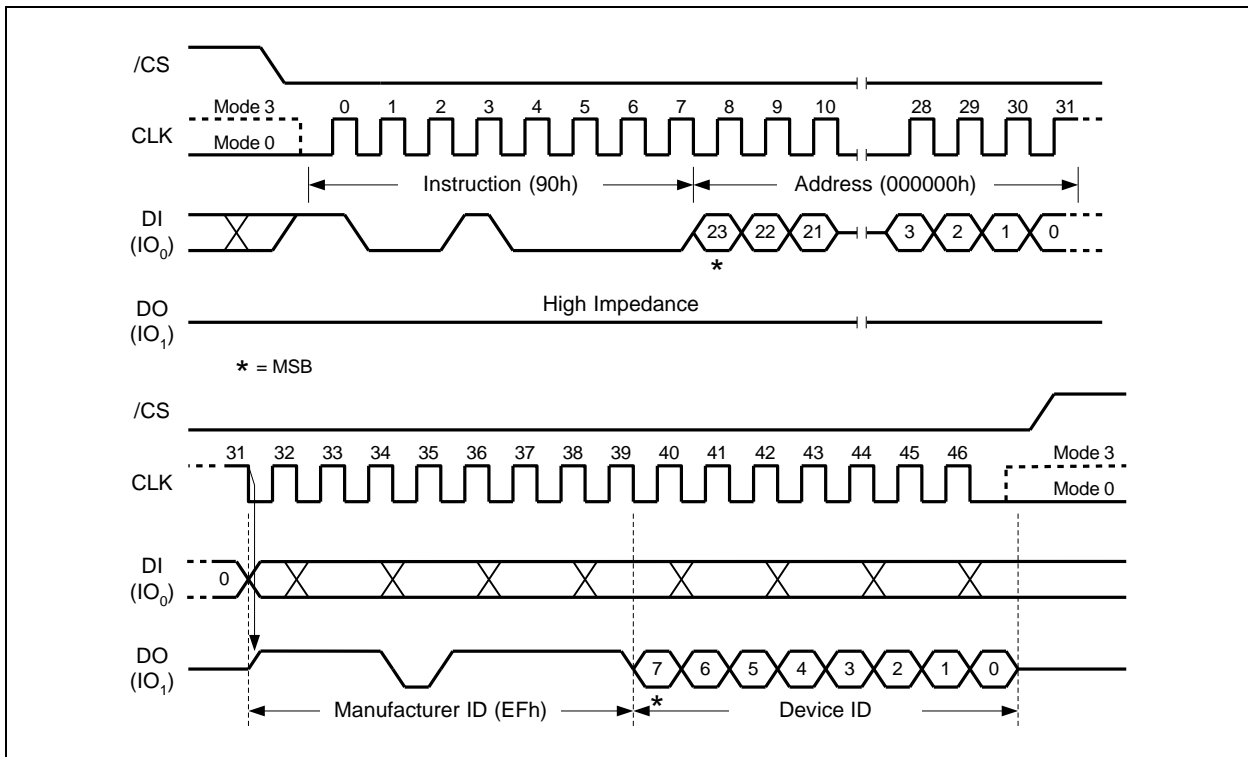 /CS
Mode 3 0 1 2 3 4 5 6 7 8 9 10 28 29 30 31
CLK
Mode 0
Instruction (90h) Address (000000h)
DI
(IO0)
23 22 21 3 2 1 0
*
High Impedance
DO
(IO1)
* = MSB
/CS
31 32 33 34 35 36 37 38 39 40 41 42 43 44 45 46 Mode 3
CLK
Mode 0
DI
(IO0)
0
DO
(IO1)
7 6 5 4 3 2 1 0
*
Manufacturer ID (EFh) Device ID